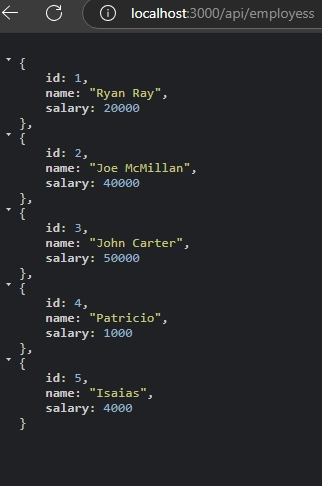 localhost:3000/api/employess
{
id: 1,
name: "Ryan Ray",
salary: 20000
},
{
id: 2,
name: "Joe McMillan",
salary: 40000
},
{
id: 3,
name: "John Carter",
salary: 50000
},
{
id: 4,
name: "Patricio",
salary: 1000
},
{
id: 5,
name: "Isaias",
salary: 4000
}